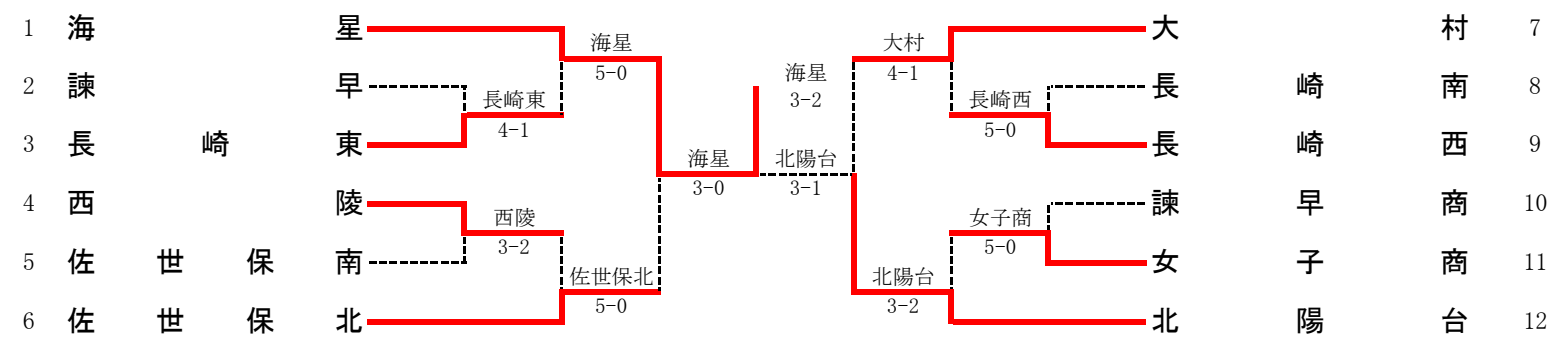 1 海星
2 諫早
3 長崎東
4 西陵
5 佐世保南
6 佐世保北
海星
5-0
長崎東
4-1
西陵
3-2
佐世保北
5-0
海星
3-0
海星
3-2
北陽台
3-1
大村
4-1
長崎西
5-0
女子商
5-0
北陽台
3-2
大村 7
長崎南 8
長崎西 9
諫早商 10
女子商 11
北陽台 12